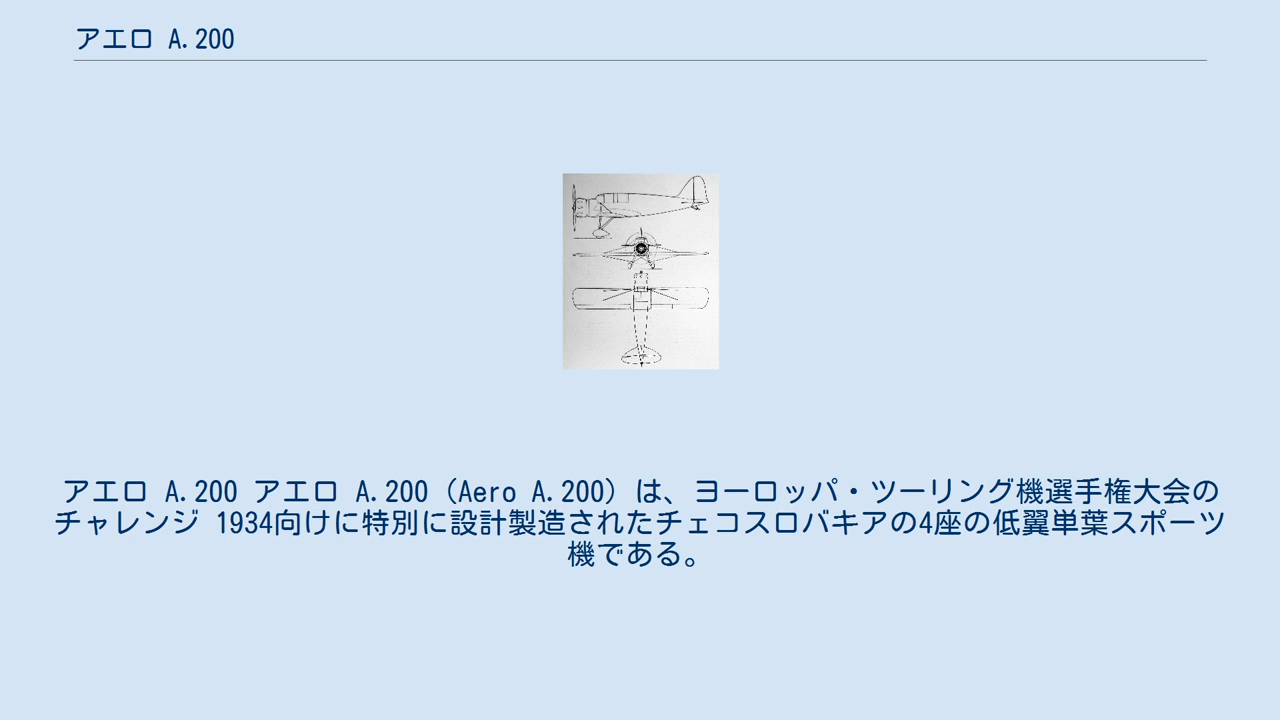 アエロ A.200
アエロ A.200 アエロ A.200（Aero A.200）は、ヨーロッパ・ツーリング機選手権大会の
チャレンジ 1934向けに特別に設計製造されたチェコスロバキアの4座の低翼単葉スポーツ
機である。